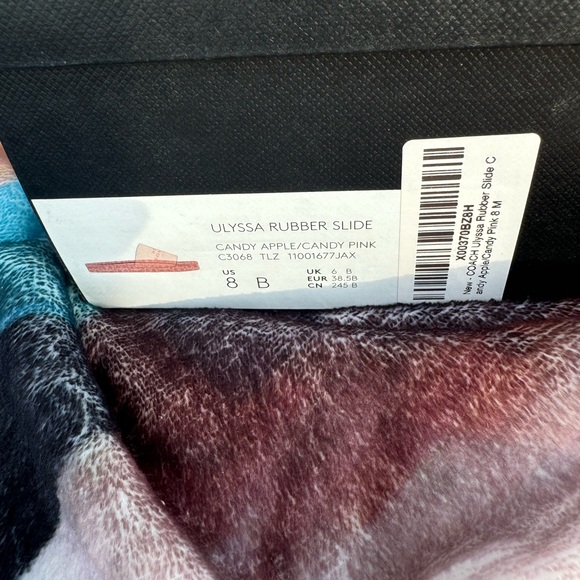 ULYSSA RUBBER SLIDE
CANDY APPLE/CANDY PINK
C3068 TLZ 11001677JAX
US 8 B
UK 6 B
EUR 38.5B
CN 245 B
X00370BZ8H
New - COACH Ulyssa Rubber Slide C
andy Apple/Candy Pink 8 M